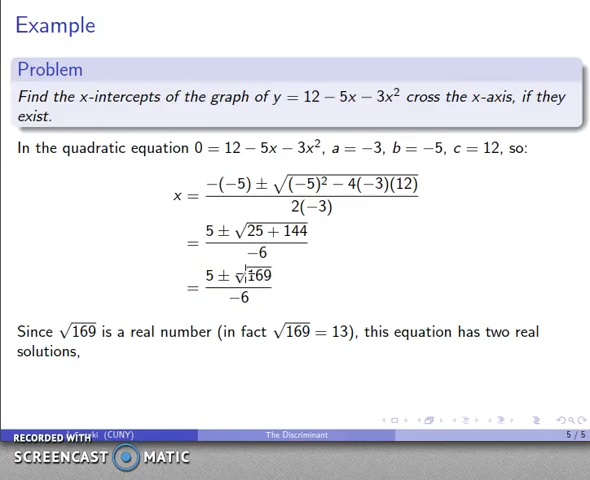 Example
Problem
Find the x-intercepts of the graph of y = 12 − 5x − 3x² cross the x-axis, if they
exist.
In the quadratic equation 0 = 12 − 5x − 3x², a = −3, b = −5, c = 12, so:
x = (−(−5) ± √((−5)² − 4(−3)(12))) / (2(−3))
= (5 ± √(25 + 144)) / (−6)
= (5 ± √169) / (−6)
Since √169 is a real number (in fact √169 = 13), this equation has two real
solutions,
(CUNY)
The Discriminant
5 / 5
RECORDED WITH
SCREENCAST MATIC